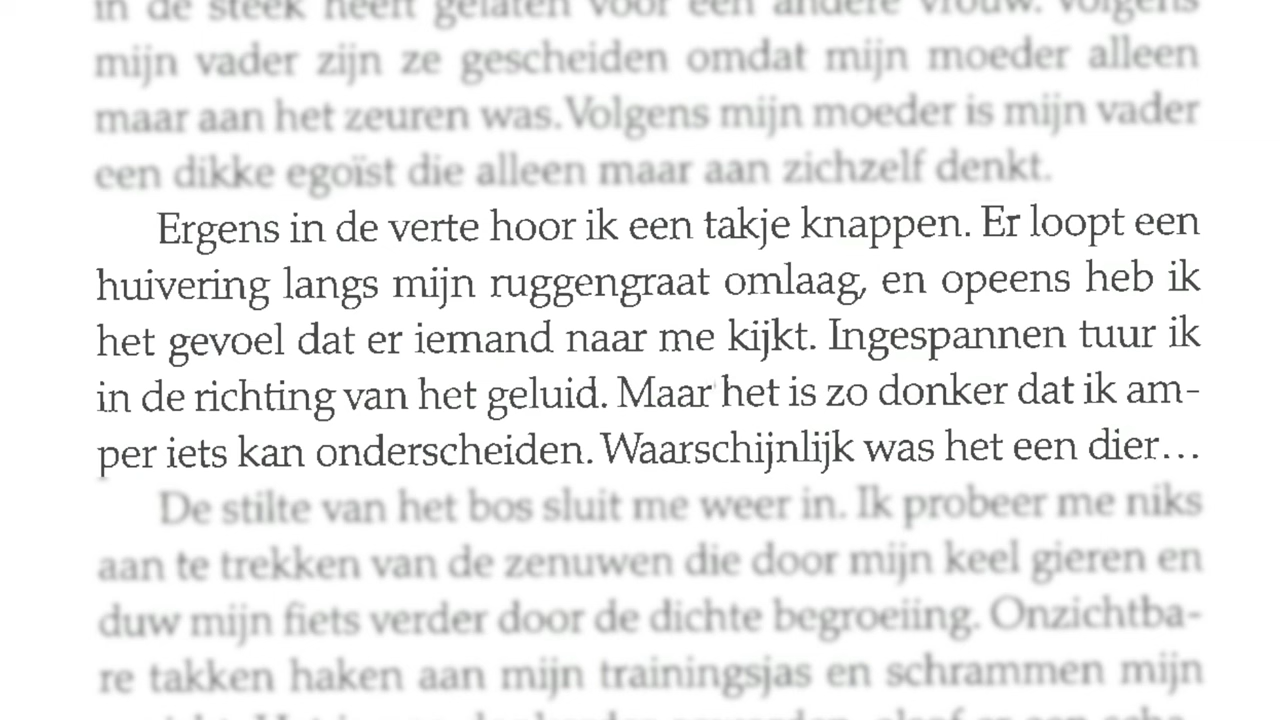 in de steek heeft gelaten voor een andere vrouw. Volgens
mijn vader zijn ze gescheiden omdat mijn moeder alleen
maar aan het zeuren was. Volgens mijn moeder is mijn vader
een dikke egoïst die alleen maar aan zichzelf denkt.
Ergens in de verte hoor ik een takje knappen. Er loopt een
huivering langs mijn ruggengraat omlaag, en opeens heb ik
het gevoel dat er iemand naar me kijkt. Ingespannen tuur ik
in de richting van het geluid. Maar het is zo donker dat ik am-
per iets kan onderscheiden. Waarschijnlijk was het een dier…
De stilte van het bos sluit me weer in. Ik probeer me niks
aan te trekken van de zenuwen die door mijn keel gieren en
duw mijn fiets verder door de dichte begroeiing. Onzichtba-
re takken haken aan mijn trainingsjas en schrammen mijn